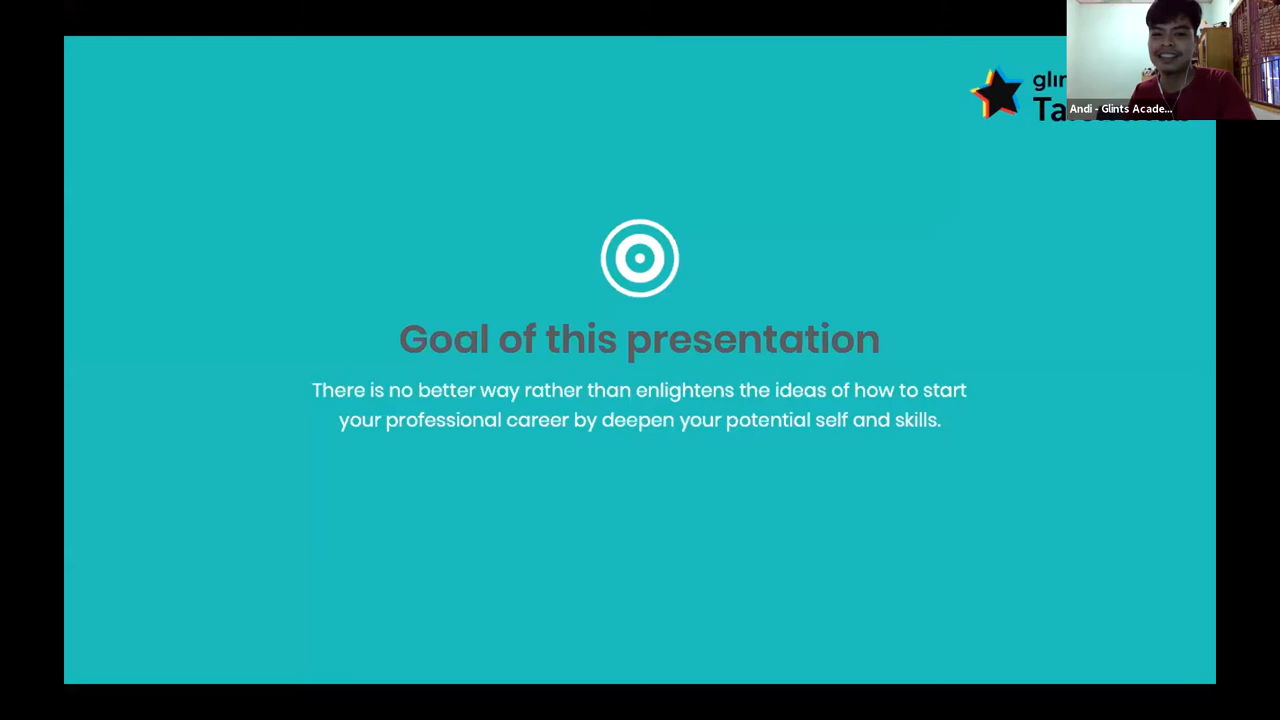 Andi - Glints Acade...
Goal of this presentation
There is no better way rather than enlightens the ideas of how to start
your professional career by deepen your potential self and skills.